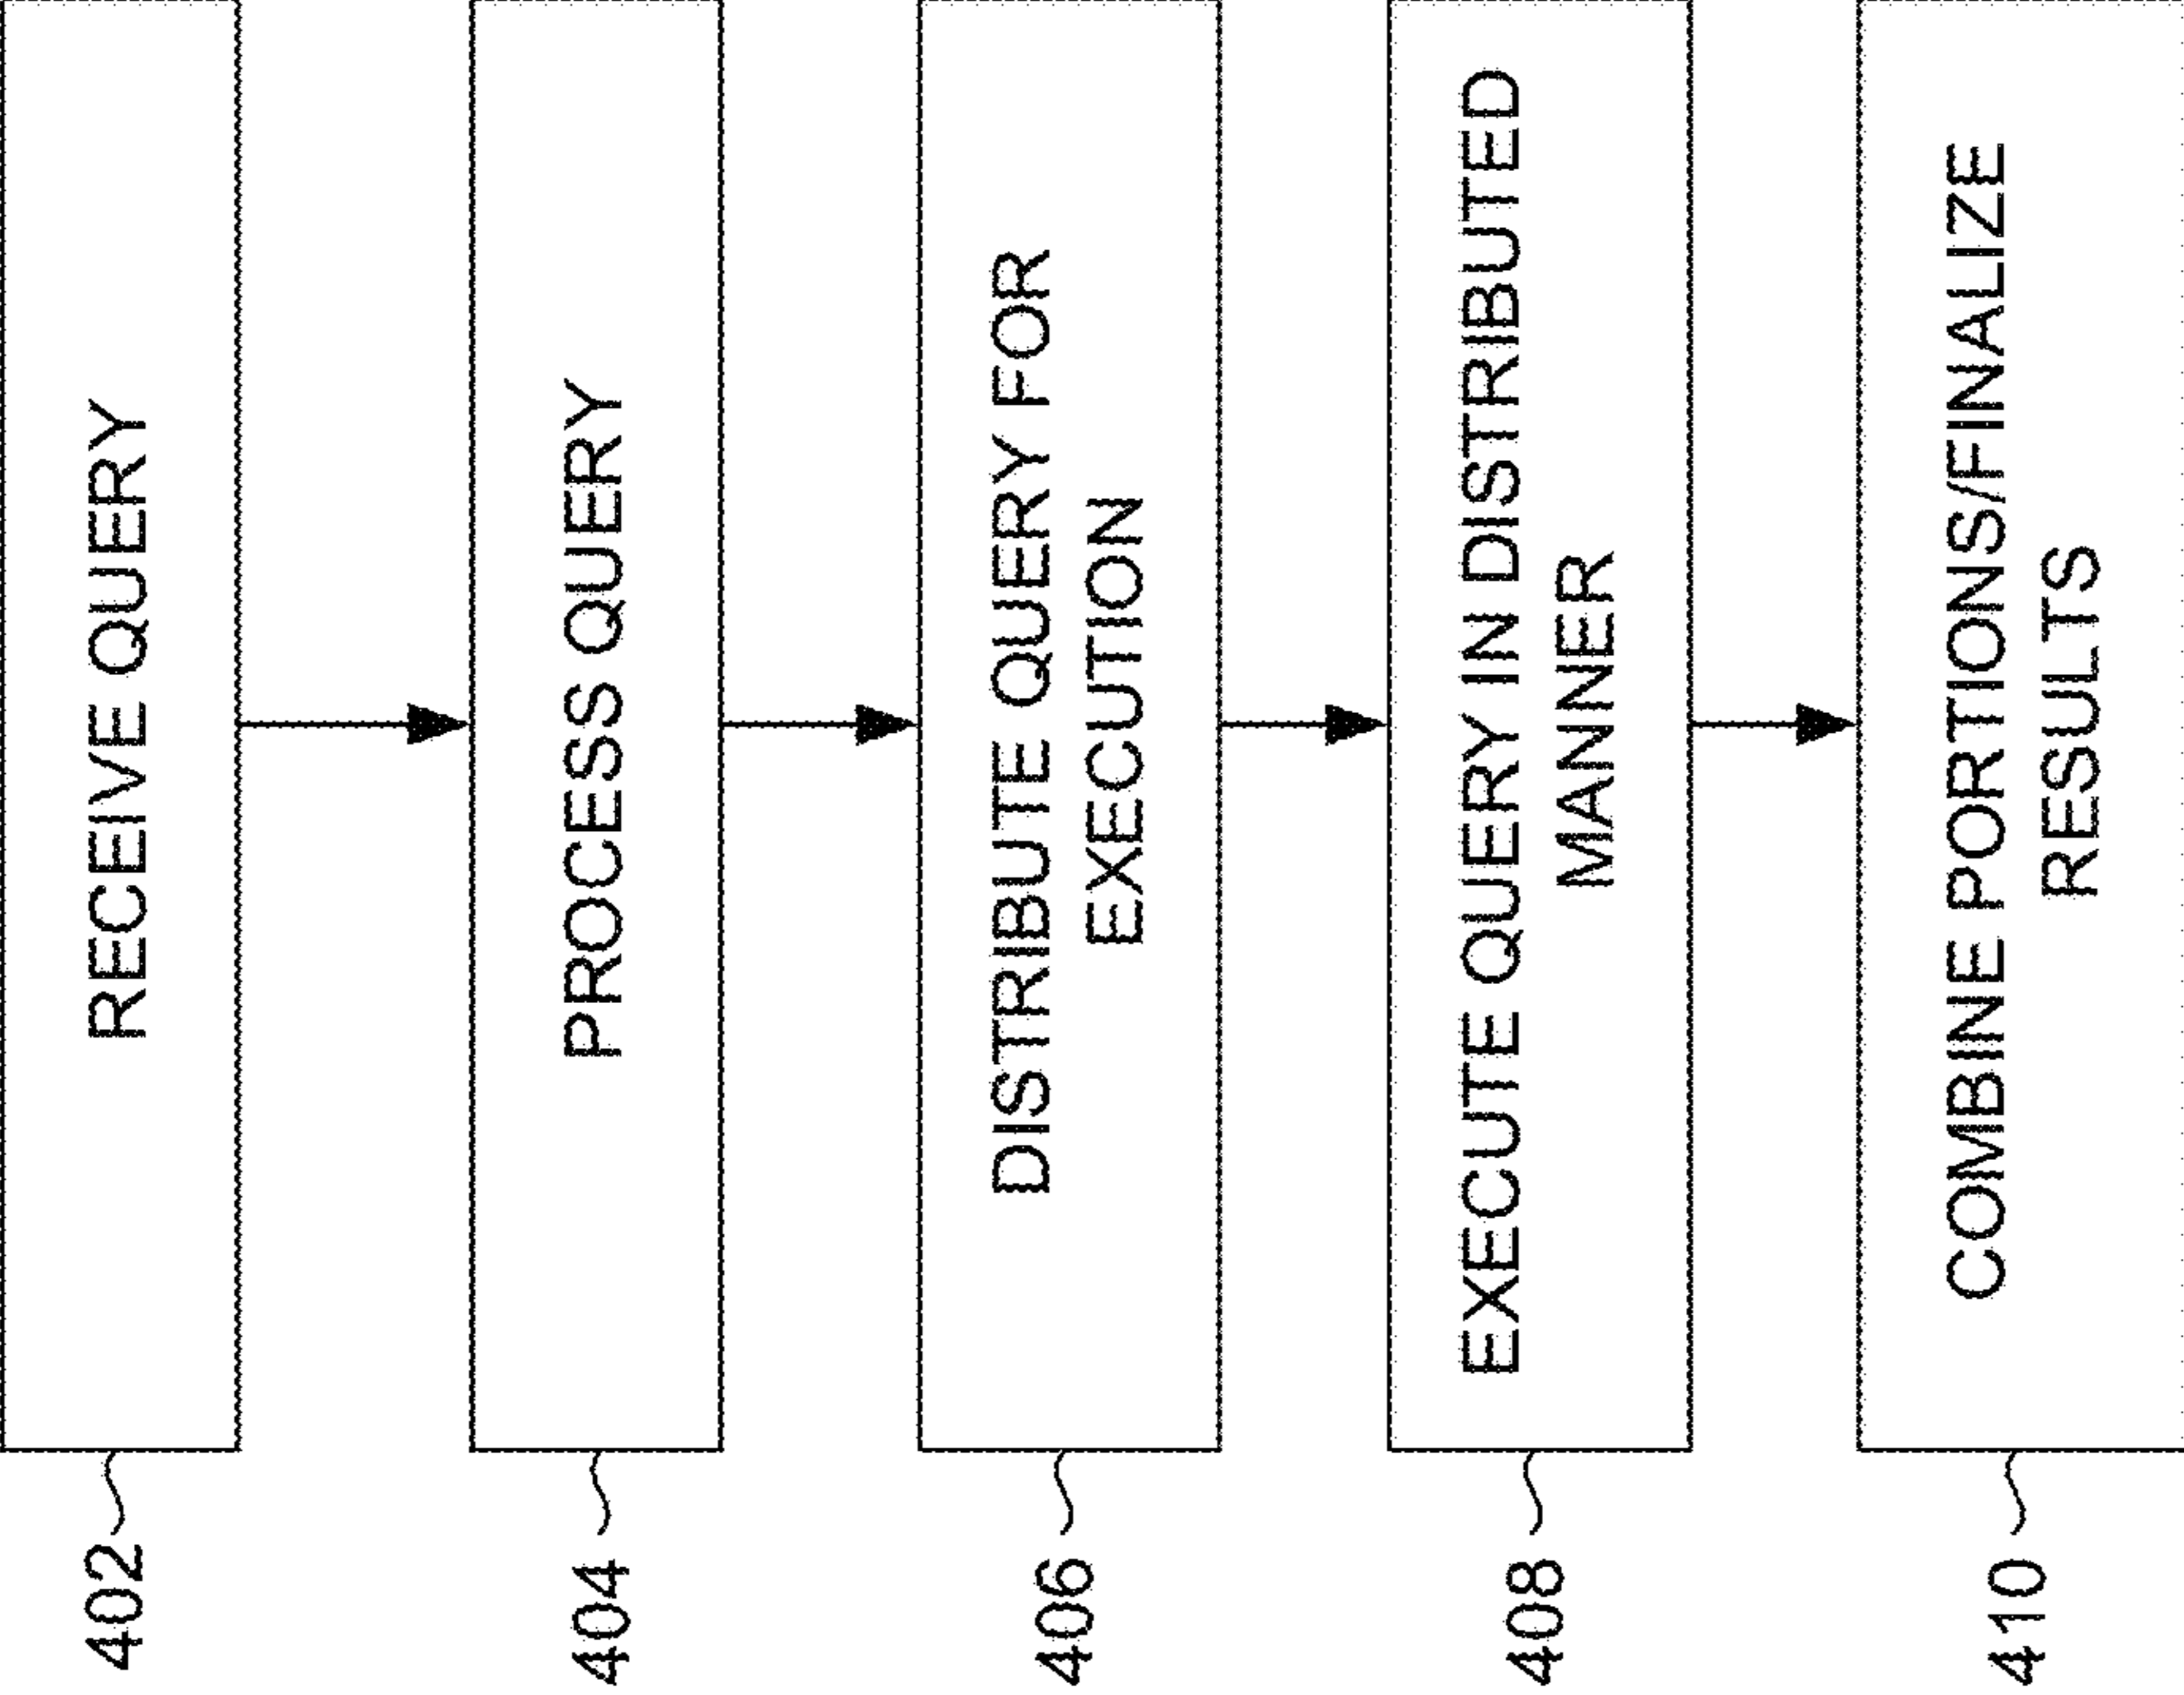 402
RECEIVE QUERY
404
PROCESS QUERY
406
DISTRIBUTE QUERY FOR
EXECUTION
408
EXECUTE QUERY IN DISTRIBUTED
MANNER
410
COMBINE PORTIONS/FINALIZE
RESULTS